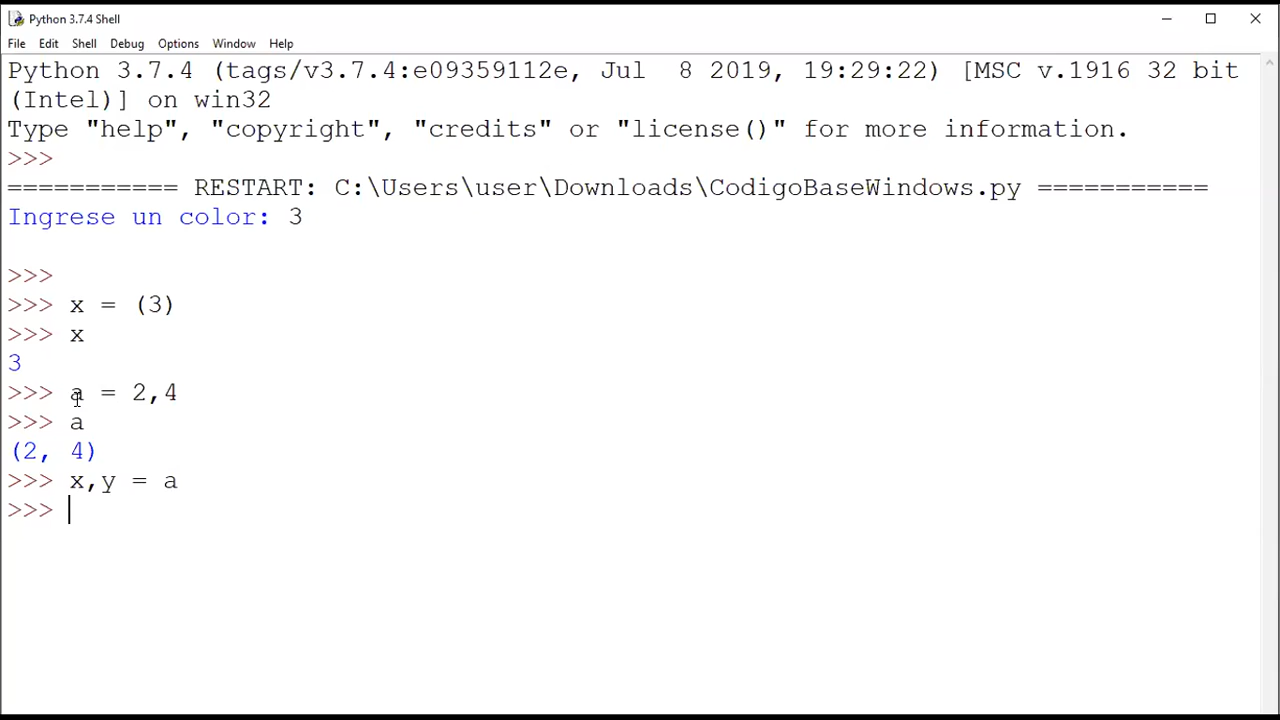 Python 3.7.4 Shell
File Edit Shell Debug Options Window Help
Python 3.7.4 (tags/v3.7.4:e09359112e, Jul  8 2019, 19:29:22) [MSC v.1916 32 bit
(Intel)] on win32
Type "help", "copyright", "credits" or "license()" for more information.
>>>
=========== RESTART: C:\Users\user\Downloads\CodigoBaseWindows.py ===========
Ingrese un color: 3
>>>
>>> x = (3)
>>> x
3
>>> a = 2,4
>>> a
(2, 4)
>>> x,y = a
>>>